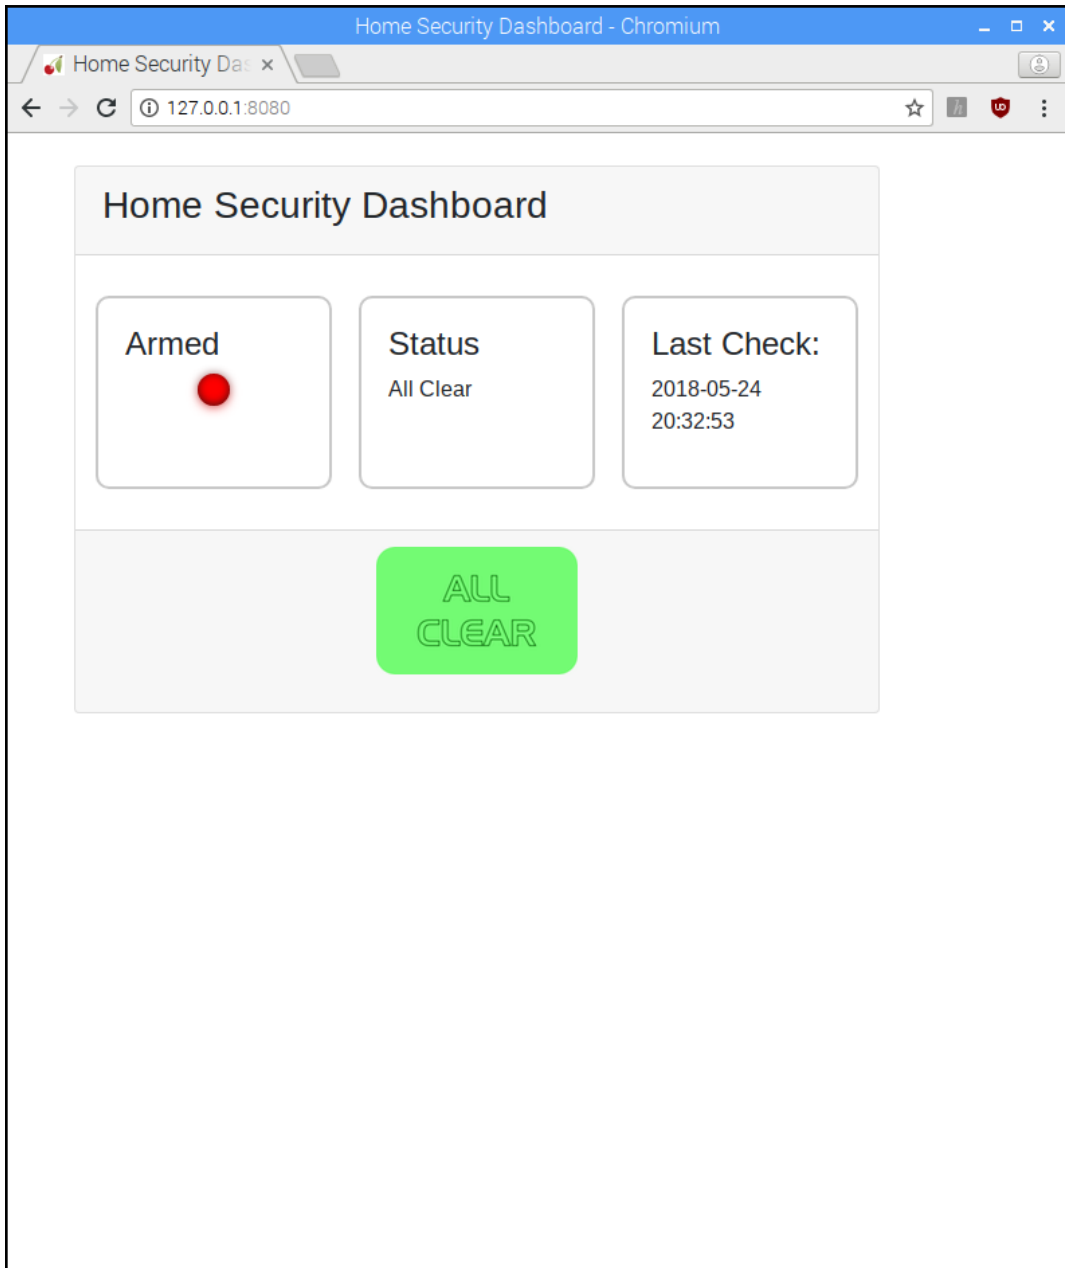 Home Security Dashboard - Chromium
Home Security Das
127.0.0.1:8080
Home Security Dashboard
Armed
Status
All Clear
Last Check:
2018-05-24
20:32:53
ALL
CLEAR